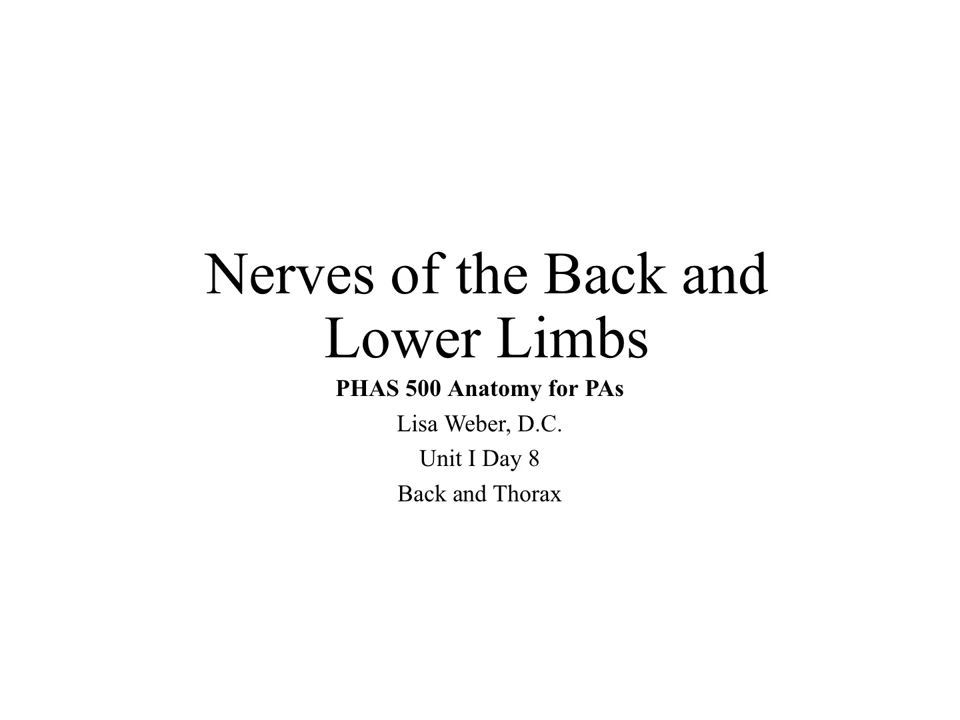 Nerves of the Back and
Lower Limbs
PHAS 500 Anatomy for PAs
Lisa Weber, D.C.
Unit I Day 8
Back and Thorax